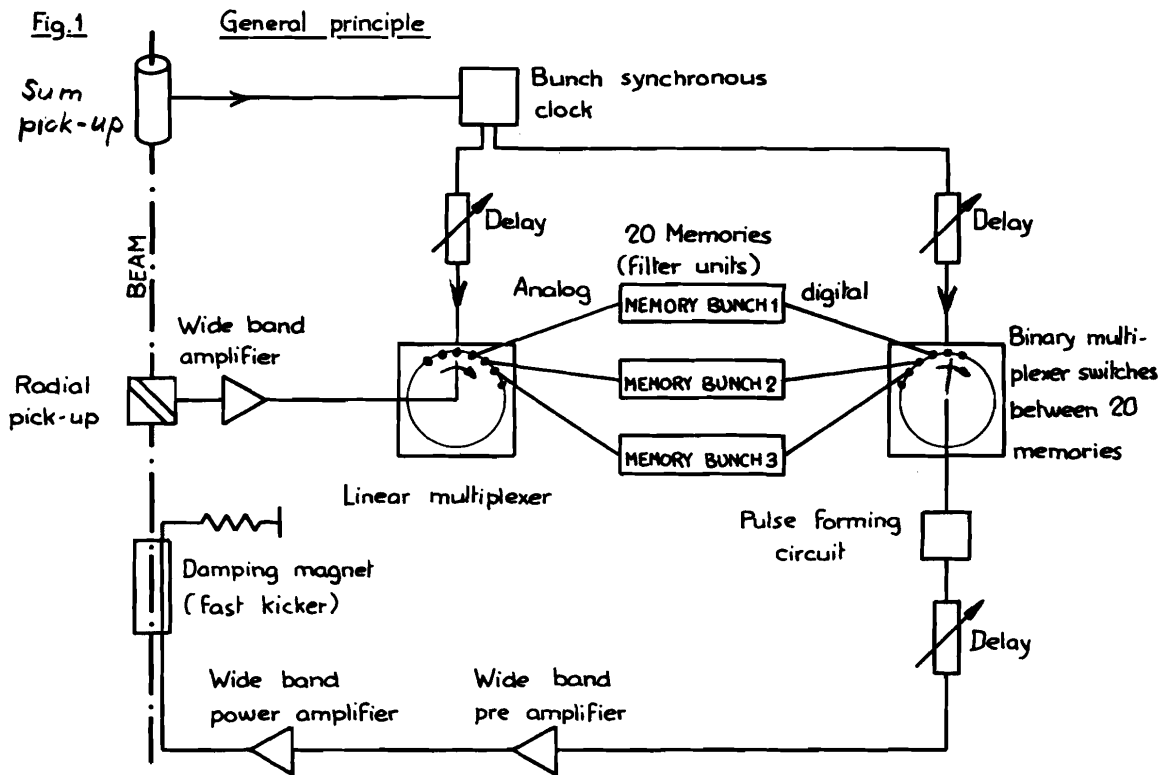 Fig.1
General principle
Sum
pick-up
Bunch synchronous
clock
Delay
Delay
BEAM
20 Memories
(filter units)
Analog
digital
MEMORY BUNCH 1
MEMORY BUNCH 2
MEMORY BUNCH 3
Wide band
amplifier
Radial
pick-up
Binary multi-
plexer switches
between 20
memories
Linear multiplexer
Pulse forming
circuit
Damping magnet
(fast kicker)
Delay
Wide band
power amplifier
Wide band
pre amplifier